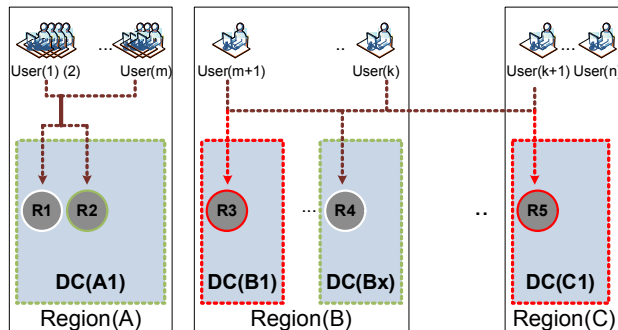 ... .. ...
User(1) (2) User(m) User(m+1) User(k) User(k+1) User(n)
R1 R2 R3 ... R4 .. R5
DC(A1) DC(B1) DC(Bx) DC(C1)
Region(A) Region(B) Region(C)